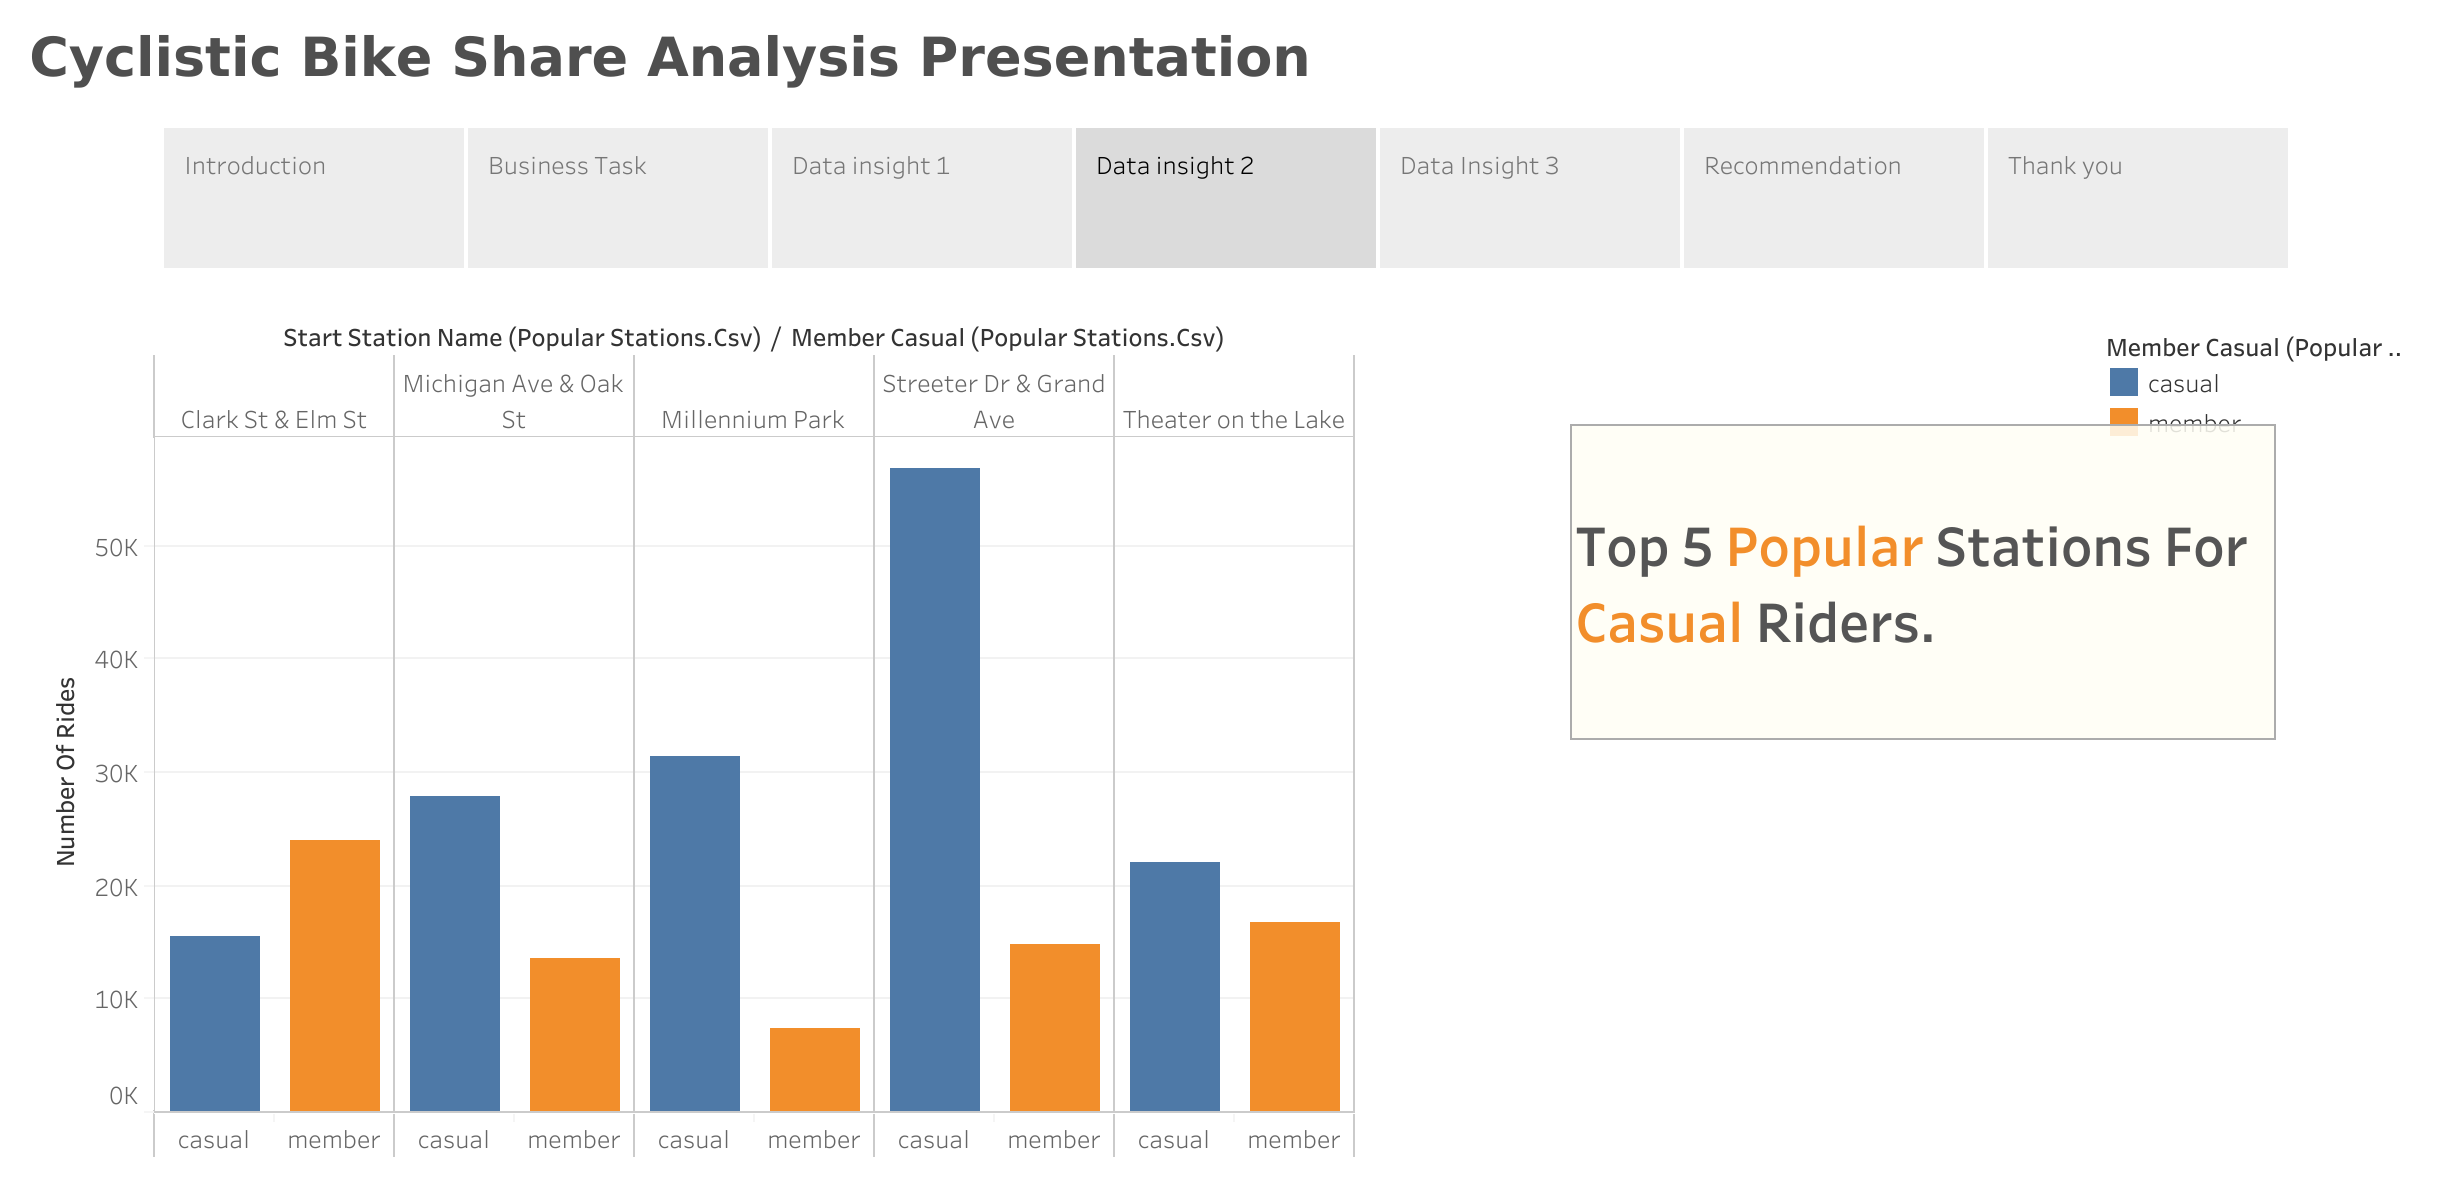 Cyclistic Bike Share Analysis Presentation
Introduction
Business Task
Data insight 1
Data insight 2
Data Insight 3
Recommendation
Thank you
Start Station Name (Popular Stations.Csv) / Member Casual (Popular Stations.Csv)
Clark St & Elm St
Michigan Ave & Oak
St
Millennium Park
Streeter Dr & Grand
Ave
Theater on the Lake
Number Of Rides
50K
40K
30K
20K
10K
0K
casual
member
casual
member
casual
member
casual
member
casual
member
Member Casual (Popular ..
casual
member
Top 5 Popular Stations For
Casual Riders.